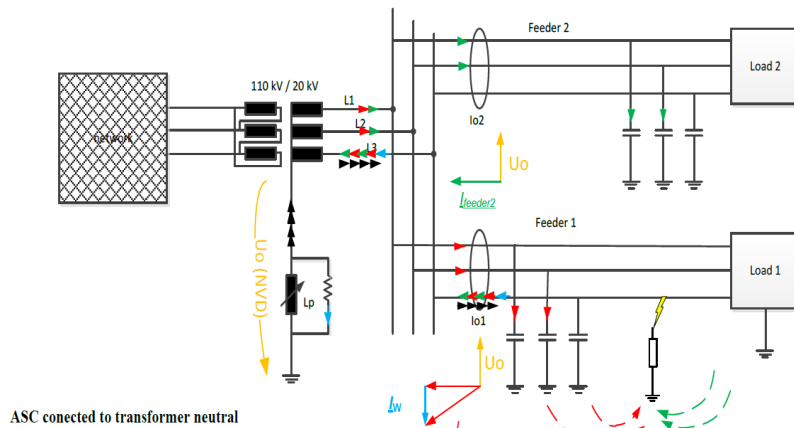 Feeder 2
110 kV / 20 kV
network
L1
L2
L3
Io2
Load 2
Uo
Ifeeder2
Feeder 1
Uo (NVD)
Lp
Io1
Load 1
Uo
Iw
ASC conected to transformer neutral